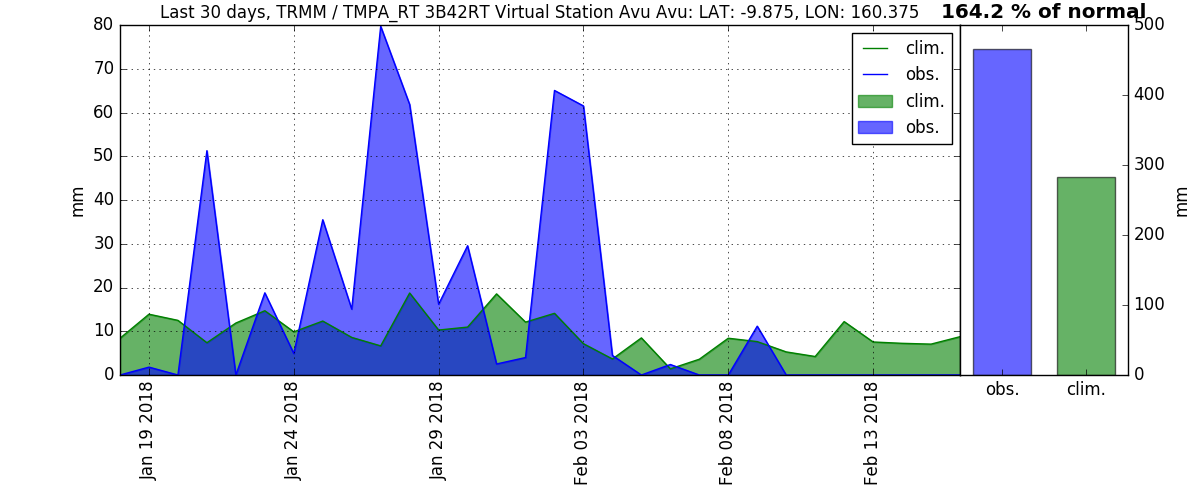 Last 30 days, TRMM / TMPA_RT 3B42RT Virtual Station Avu Avu: LAT: -9.875, LON: 160.375
164.2 % of normal
80
70
60
50
40
30
20
10
0
mm
clim.
obs.
clim.
obs.
500
400
300
200
100
0
mm
Jan 19 2018
Jan 24 2018
Jan 29 2018
Feb 03 2018
Feb 08 2018
Feb 13 2018
obs.
clim.